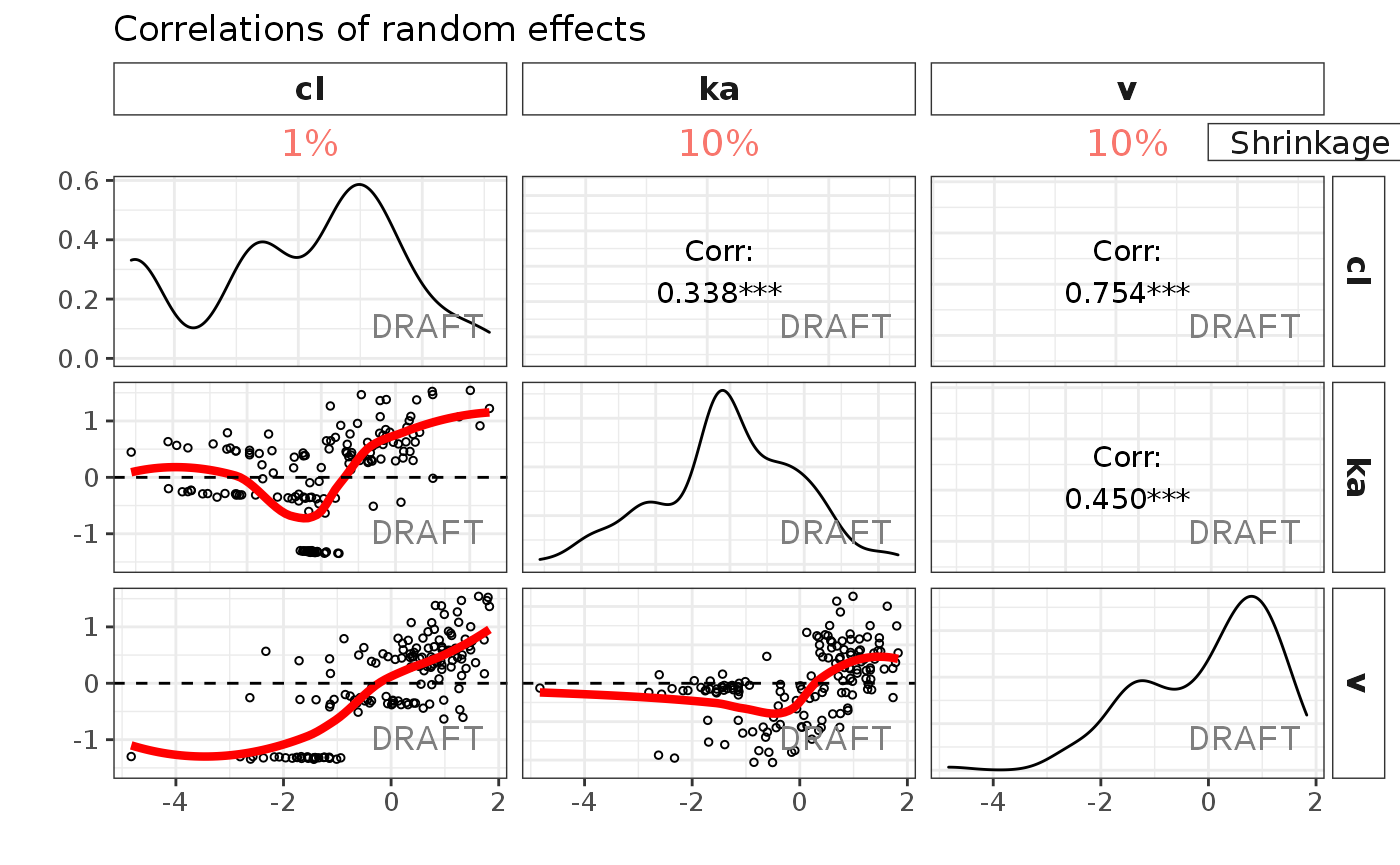 Correlations of random effects
cl ka v
1% 10% 10% Shrinkage
0.6
0.4
0.2
0.0
DRAFT
Corr:
0.338***
DRAFT
Corr:
0.754***
DRAFT
cl
1
0
-1
DRAFT
DRAFT
Corr:
0.450***
DRAFT
ka
1
0
-1
DRAFT
DRAFT
DRAFT
v
-4 -2 0 2
-4 -2 0 2
-4 -2 0 2